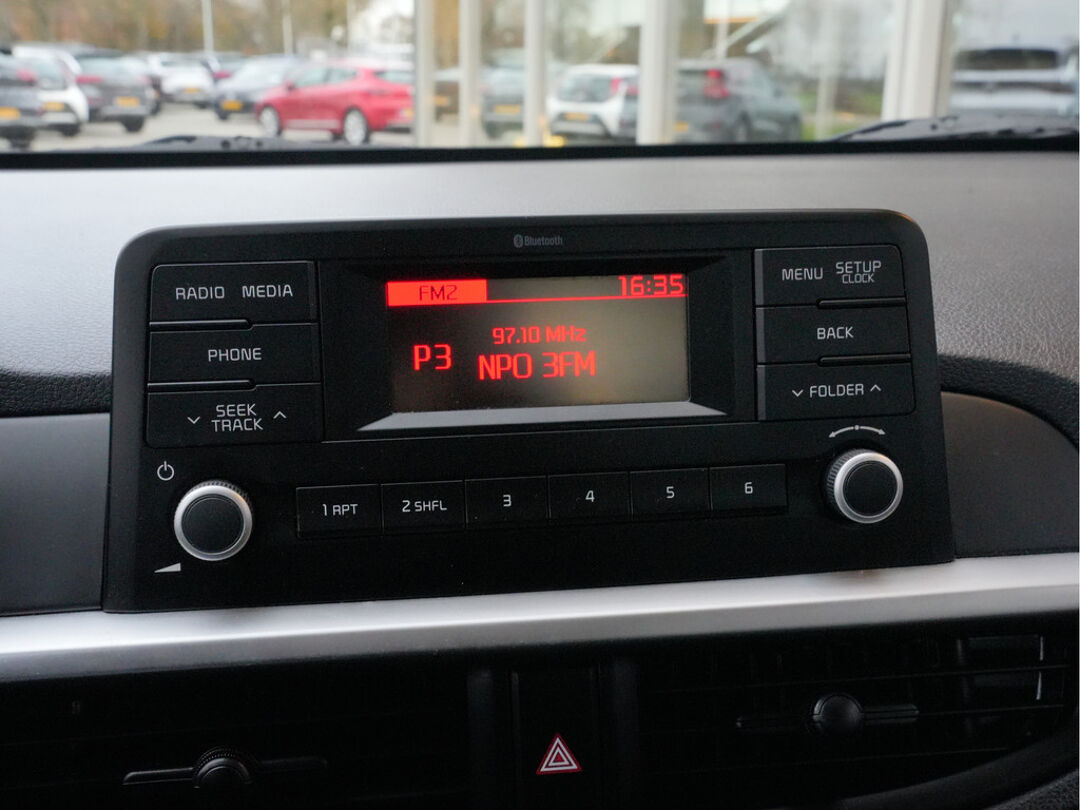 Bluetooth
RADIO MEDIA
PHONE
SEEK
TRACK
FM2 16:35
97.10 MHz
P3
NPO 3FM
MENU SETUP
CLOCK
BACK
FOLDER
1 RPT 2 SHFL 3 4 5 6